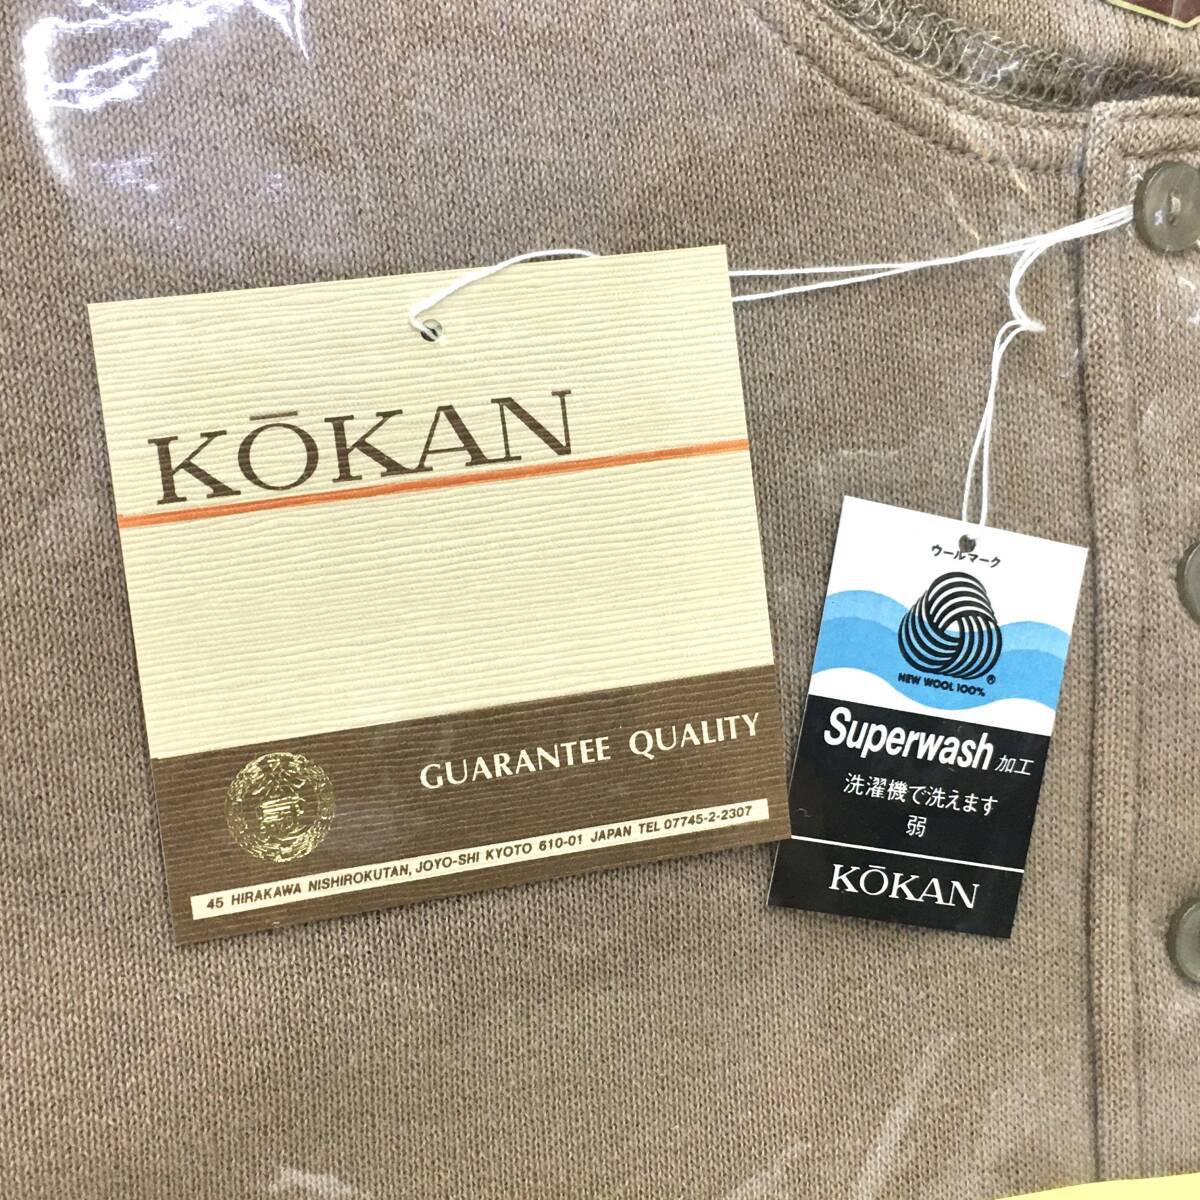 KŌKAN
GUARANTEE QUALITY
45 HIRAKAWA NISHIROKUTAN, JOYO-SHI KYOTO 610-01 JAPAN TEL 07745-2-2307
ウールマーク
NEW WOOL 100% ®
Superwash 加工
洗濯機で洗えます
弱
KŌKAN